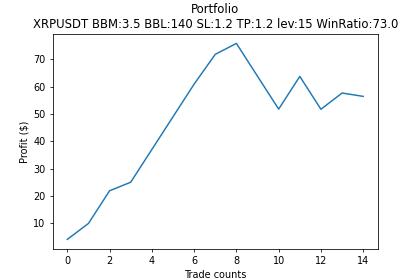 Portfolio
XRPUSDT BBM:3.5 BBL:140 SL:1.2 TP:1.2 lev:15 WinRatio:73.0
70
60
50
40
30
20
10
Profit ($)
0 2 4 6 8 10 12 14
Trade counts